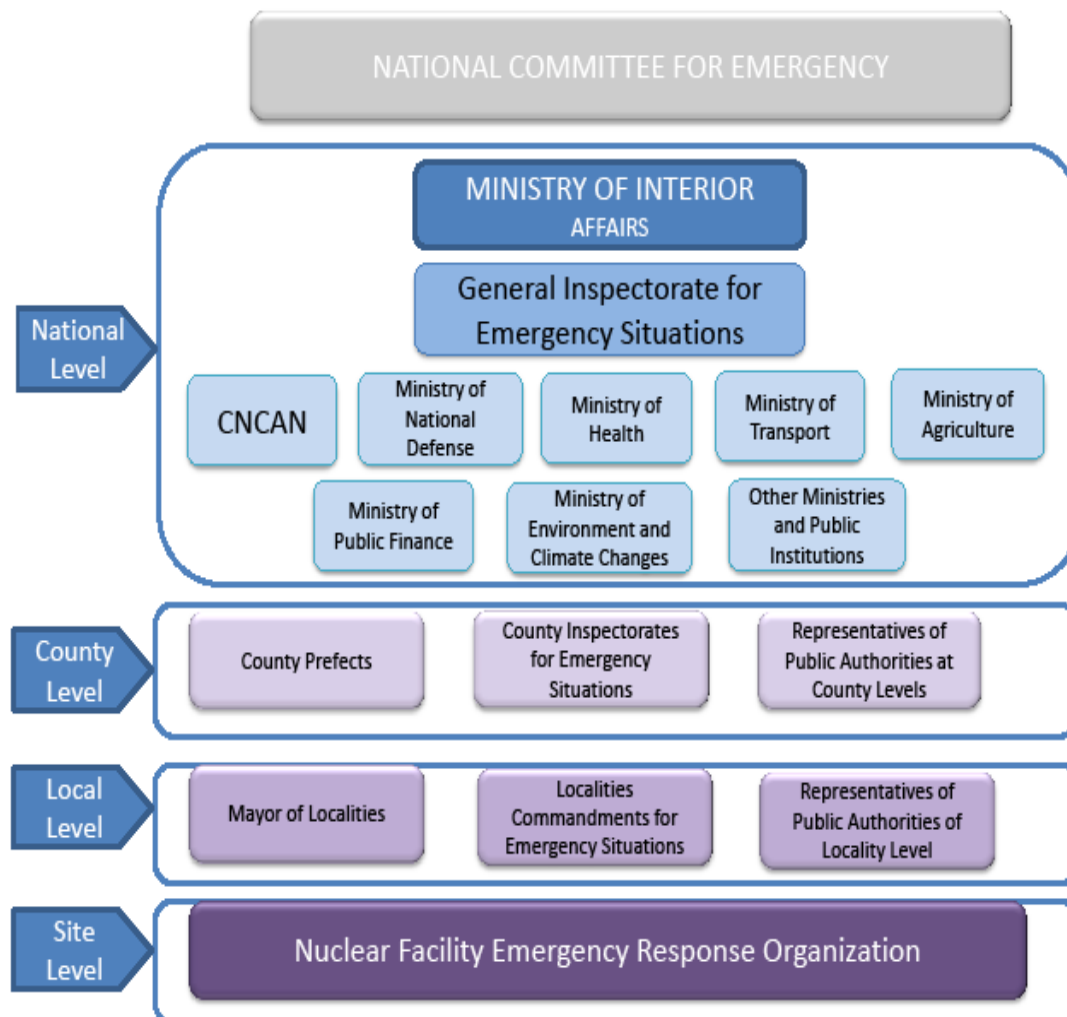 NATIONAL COMMITTEE FOR EMERGENCY
MINISTRY OF INTERIOR
AFFAIRS
General Inspectorate for
Emergency Situations
National
Level
CNCAN
Ministry of
National
Defense
Ministry of
Health
Ministry of
Transport
Ministry of
Agriculture
Ministry of
Public Finance
Ministry of
Environment and
Climate Changes
Other Ministries
and Public
Institutions
County
Level
County Prefects
County Inspectorates
for Emergency
Situations
Representatives of
Public Authorities at
County Levels
Local
Level
Mayor of Localities
Localities
Commandments for
Emergency Situations
Representatives of
Public Authorities of
Locality Level
Site
Level
Nuclear Facility Emergency Response Organization